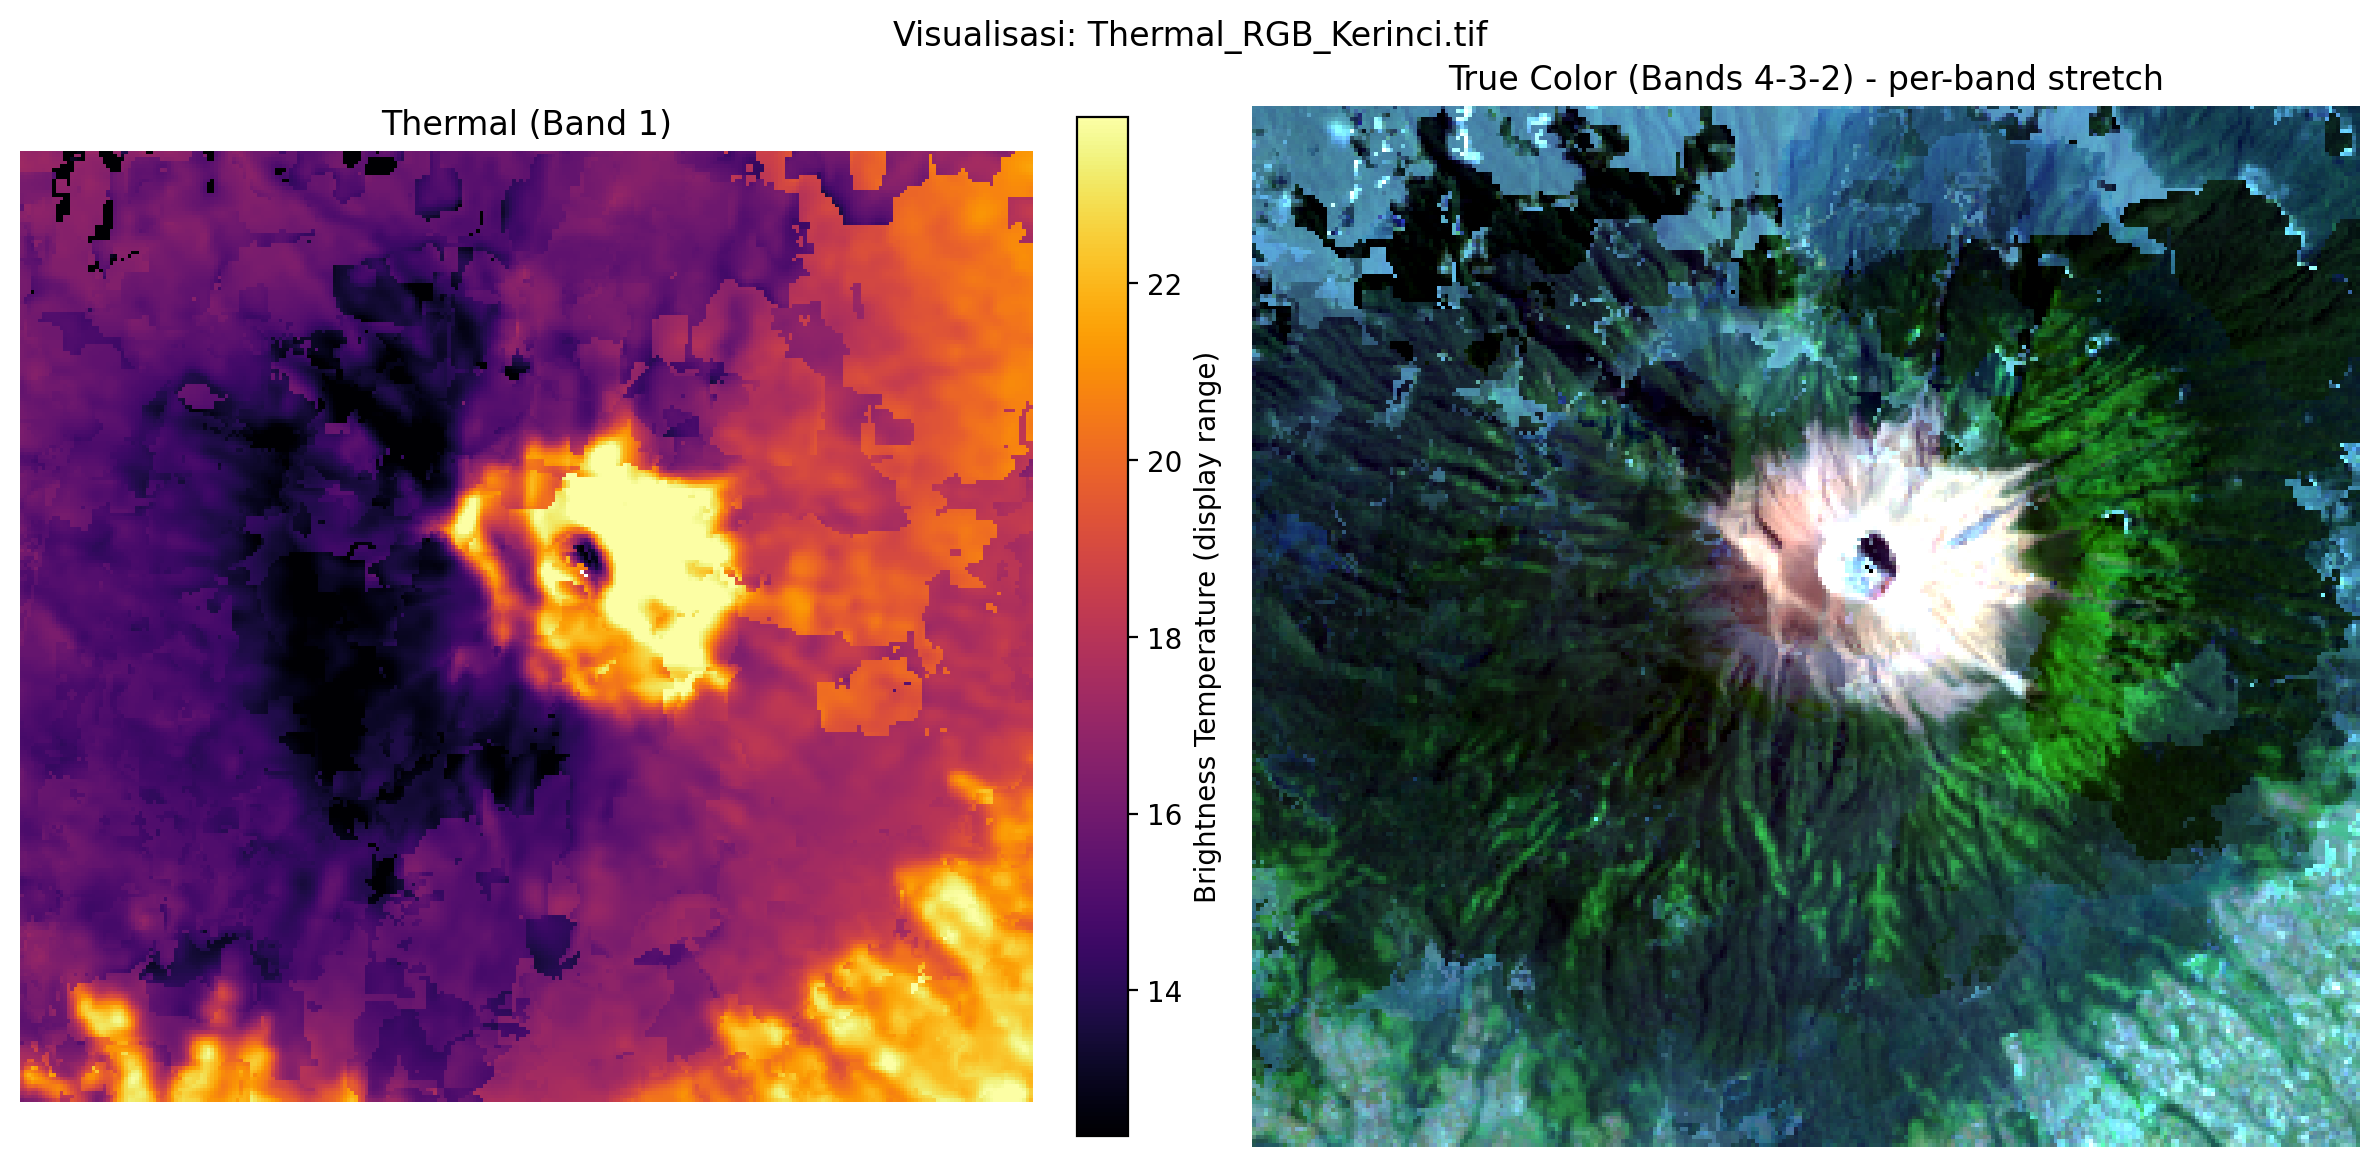 Visualisasi: Thermal_RGB_Kerinci.tif
Thermal (Band 1)
22
20
18
16
14
Brightness Temperature (display range)
True Color (Bands 4-3-2) - per-band stretch